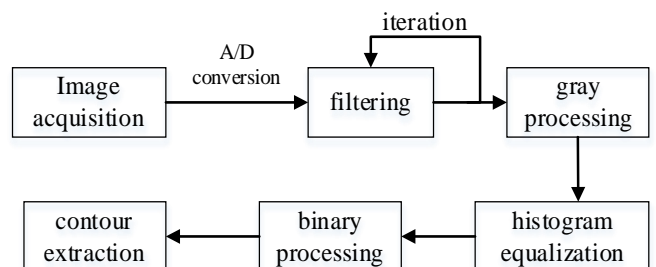 iteration
A/D
conversion
Image
acquisition
filtering
gray
processing
contour
extraction
binary
processing
histogram
equalization